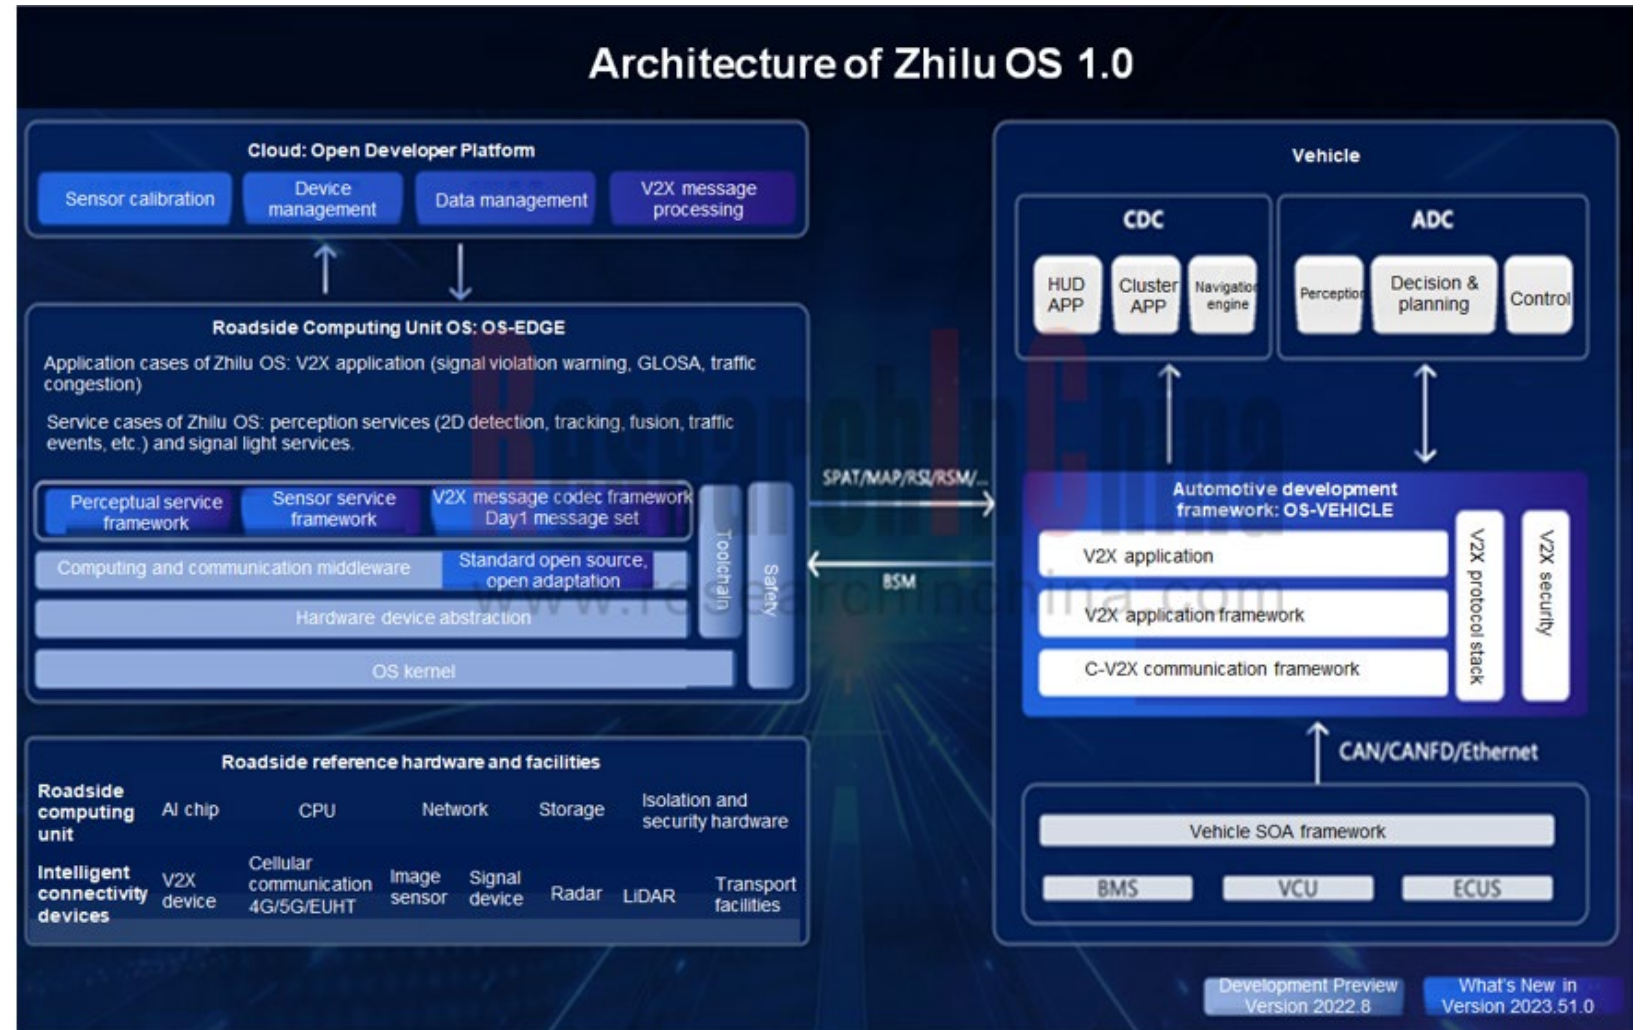 Architecture of Zhilu OS 1.0
Cloud: Open Developer Platform
Sensor calibration
Device
management
Data management
V2X message
processing
Roadside Computing Unit OS: OS-EDGE
Application cases of Zhilu OS: V2X application (signal violation warning, GLOSA, traffic
congestion)
Service cases of Zhilu OS: perception services (2D detection, tracking, fusion, traffic
events, etc.) and signal light services.
Perceptual service
framework
Sensor service
framework
V2X message codec framework
Day1 message set
Computing and communication middleware
Standard open source,
open adaptation
Hardware device abstraction
OS kernel
Toolchain
Safety
Roadside reference hardware and facilities
Roadside
computing
unit
AI chip
CPU
Network
Storage
Isolation and
security hardware
Intelligent
connectivity
devices
V2X
device
Cellular
communication
4G/5G/EUHT
Image
sensor
Signal
device
Radar
LiDAR
Transport
facilities
SPAT/MAP/RSI/RSM/...
BSM
Vehicle
CDC
HUD
APP
Cluster
APP
Navigation
engine
ADC
Perception
Decision &
planning
Control
Automotive development
framework: OS-VEHICLE
V2X application
V2X application framework
C-V2X communication framework
V2X protocol stack
V2X security
CAN/CANFD/Ethernet
Vehicle SOA framework
BMS
VCU
ECUS
Development Preview
Version 2022.8
What's New in
Version 2023.51.0
ResearchInChina
www.researchinchina.com